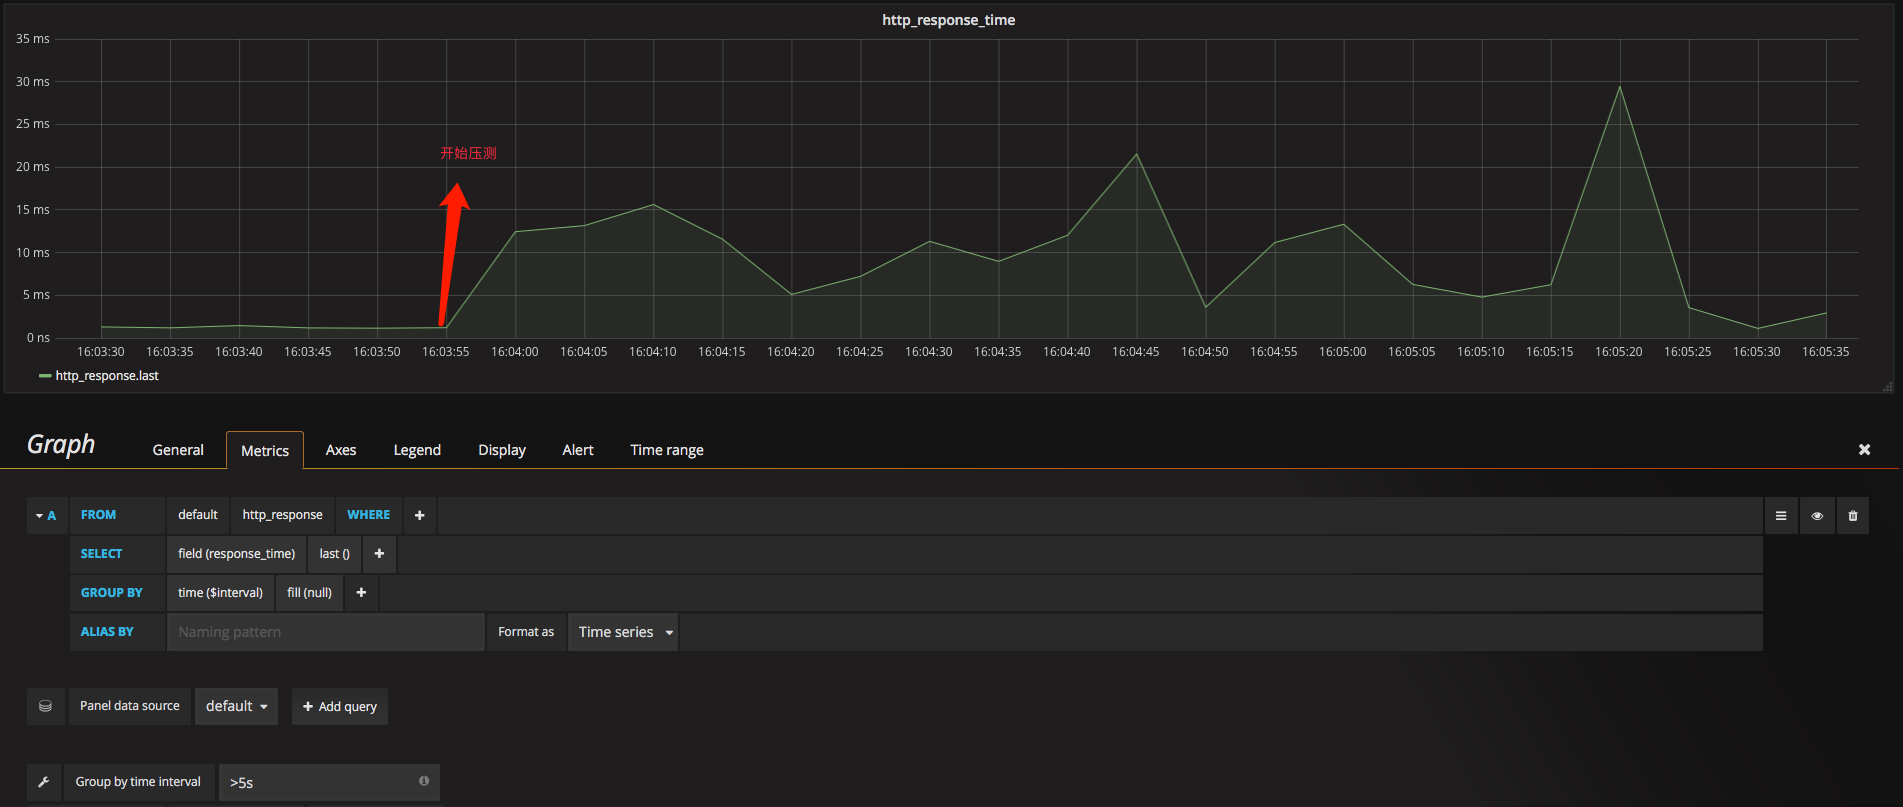 http_response_time
35 ms
30 ms
25 ms
20 ms
15 ms
10 ms
5 ms
0 ns
开始压测
16:03:30 16:03:35 16:03:40 16:03:45 16:03:50 16:03:55 16:04:00 16:04:05 16:04:10 16:04:15 16:04:20 16:04:25 16:04:30 16:04:35 16:04:40 16:04:45 16:04:50 16:04:55 16:05:00 16:05:05 16:05:10 16:05:15 16:05:20 16:05:25 16:05:30 16:05:35
http_response.last
Graph General Metrics Axes Legend Display Alert Time range
A FROM default http_response WHERE
SELECT field (response_time) last ()
GROUP BY time ($interval) fill (null)
ALIAS BY Naming pattern Format as Time series
Panel data source default Add query
Group by time interval >5s